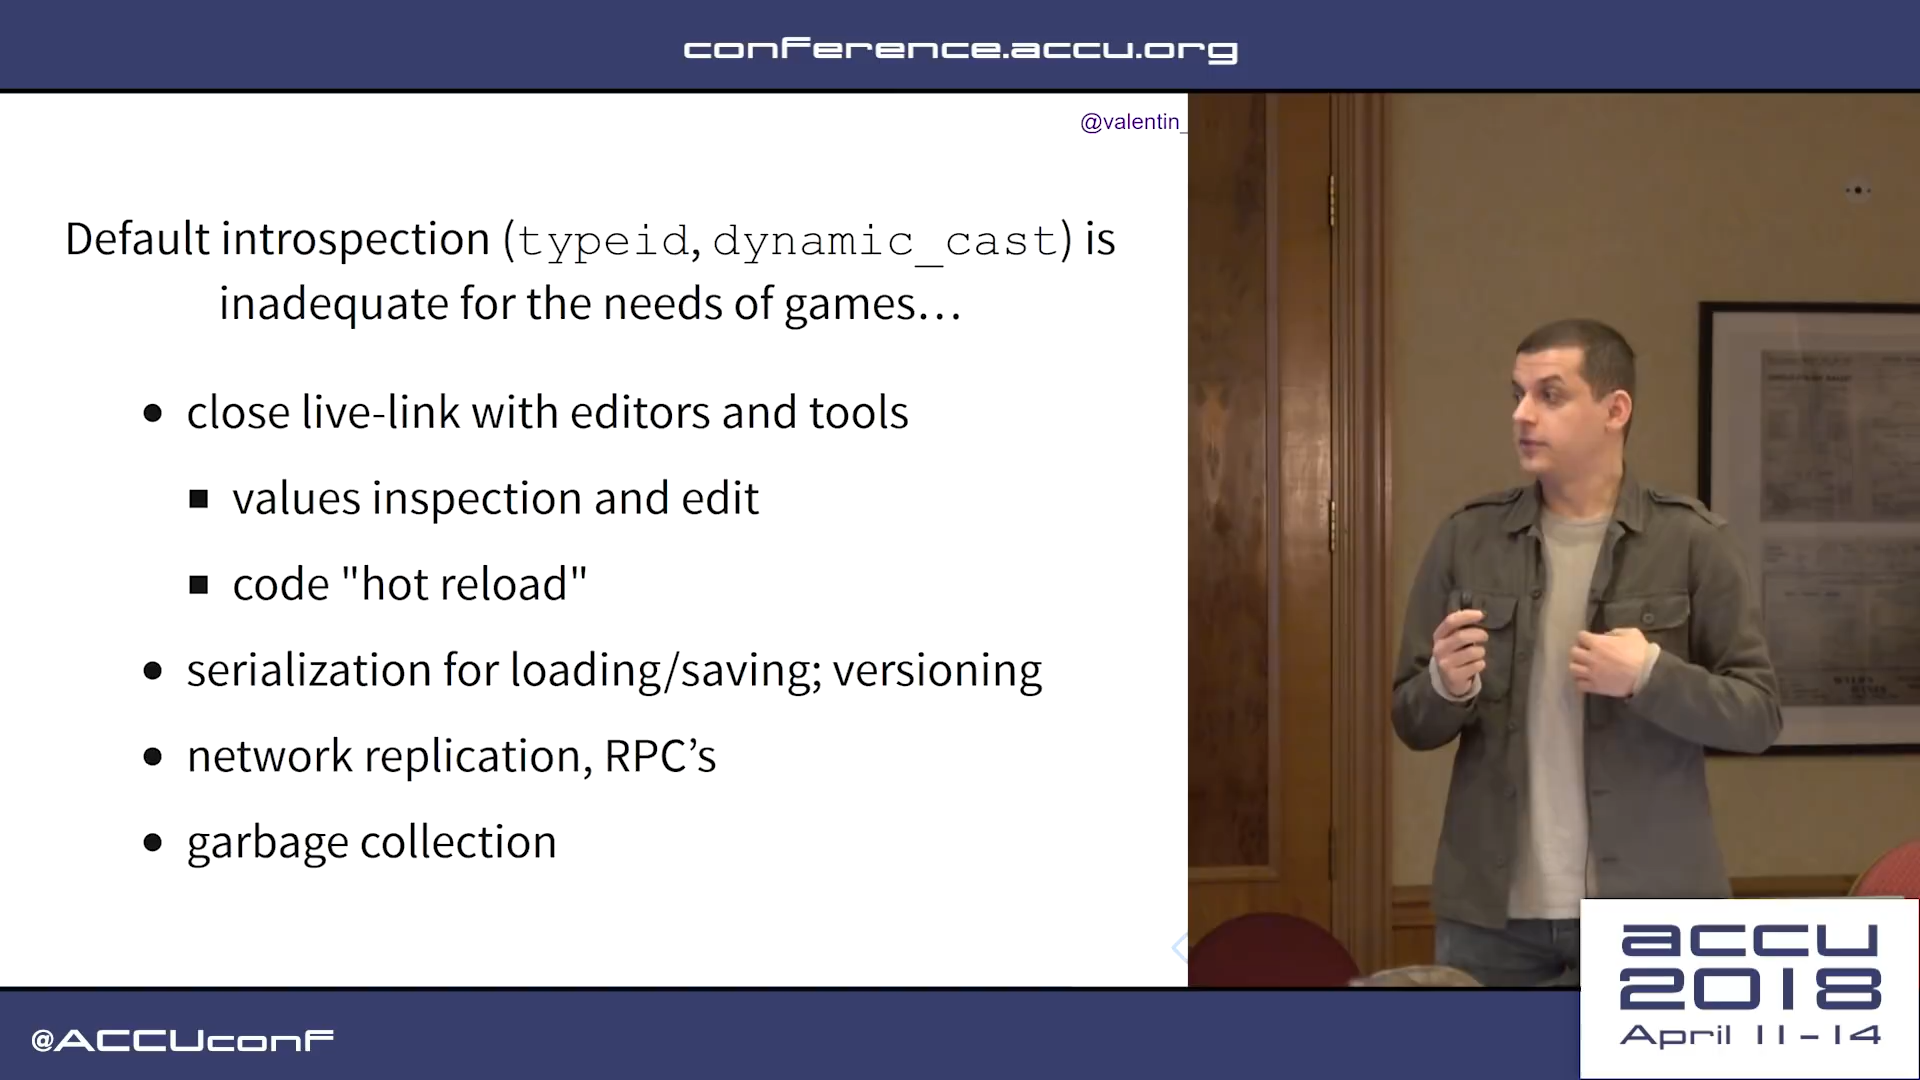 conference.accu.org
@valentin_
Default introspection (typeid, dynamic_cast) is
inadequate for the needs of games…
• close live-link with editors and tools
▪ values inspection and edit
▪ code "hot reload"
• serialization for loading/saving; versioning
• network replication, RPC’s
• garbage collection
@ACCUconf
accu
2018
April 11-14